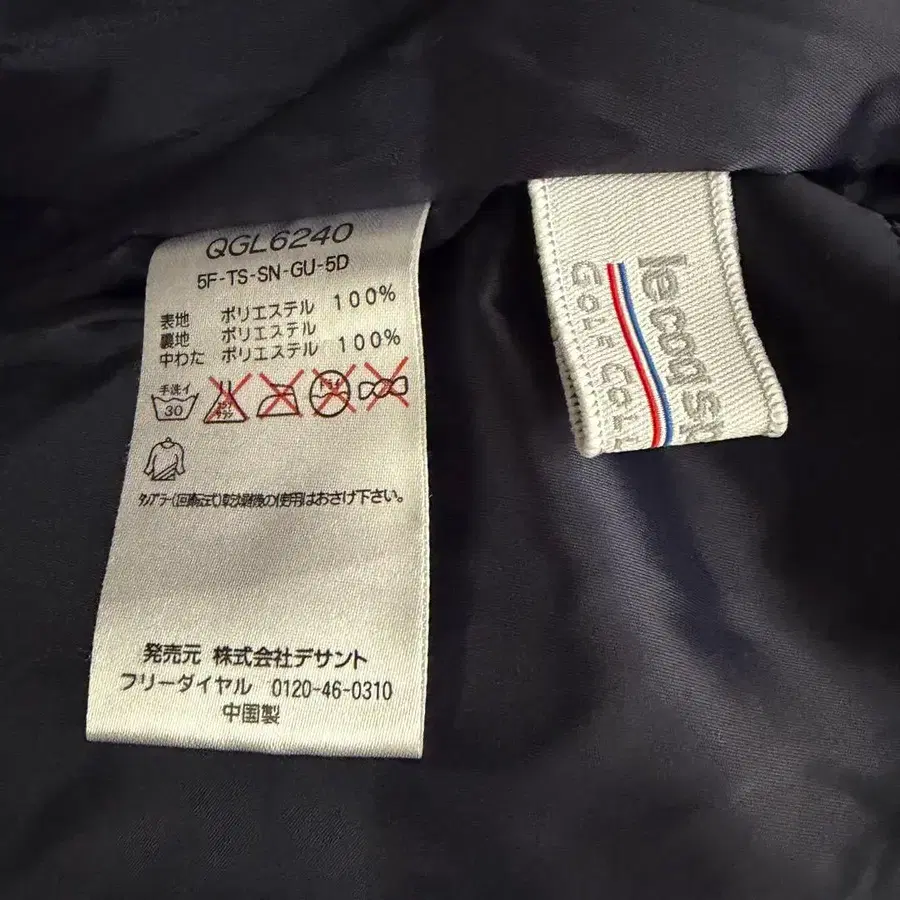 QGL6240
5F-TS-SN-GU-5D
表地 ポリエステル 100%
裏地 ポリエステル
中わた ポリエステル 100%
手洗イ
30
タンブラー(回転式)乾燥機の使用はおさけ下さい。
発売元 株式会社デサント
フリーダイヤル 0120-46-0310
中国製
lecoq s
GOLF COL